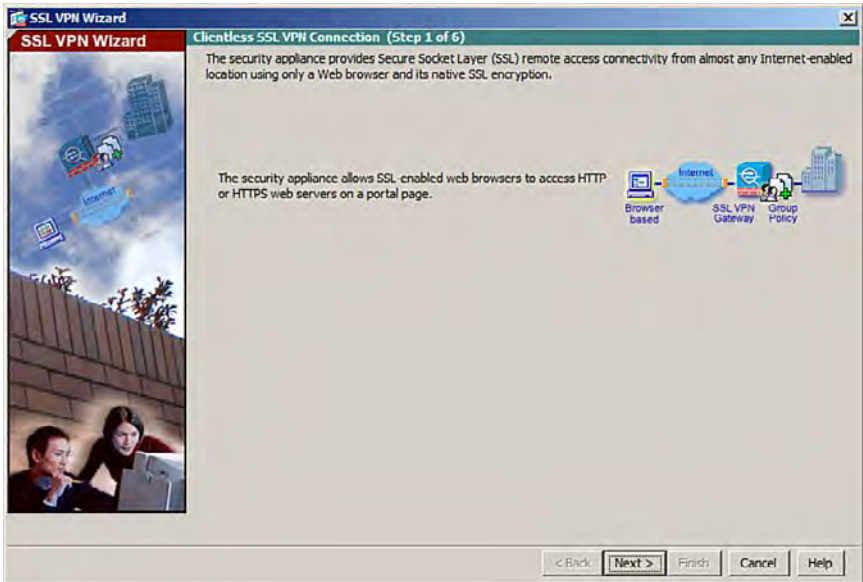 SSL VPN Wizard
SSL VPN Wizard
Clientless SSL VPN Connection (Step 1 of 6)
The security appliance provides Secure Socket Layer (SSL) remote access connectivity from almost any Internet-enabled
location using only a Web browser and its native SSL encryption.
Internet
The security appliance allows SSL-enabled web browsers to access HTTP
or HTTPS web servers on a portal page.
Internet
Browser based
SSL VPN Gateway
Group Policy
< Back
Next >
Finish
Cancel
Help